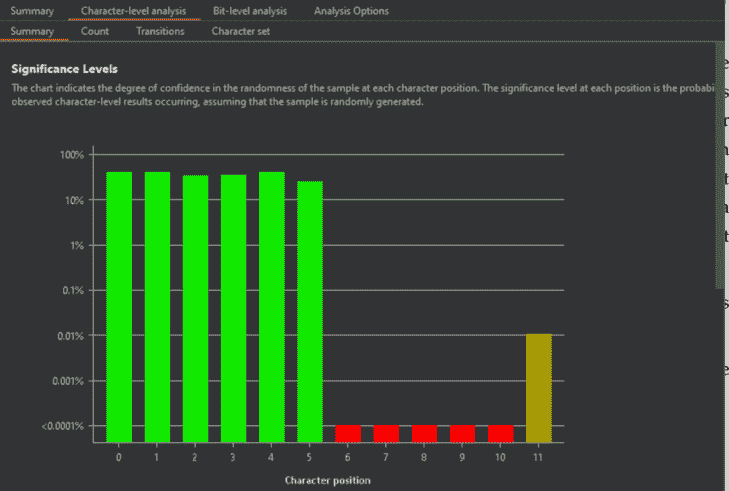 Summary Character-level analysis Bit-level analysis Analysis Options
Summary Count Transitions Character set
Significance Levels
The chart indicates the degree of confidence in the randomness of the sample at each character position. The significance level at each position is the probabi
observed character-level results occurring, assuming that the sample is randomly generated.
100%
10%
1%
0.1%
0.01%
0.001%
<0.0001%
0 1 2 3 4 5 6 7 8 9 10 11
Character position